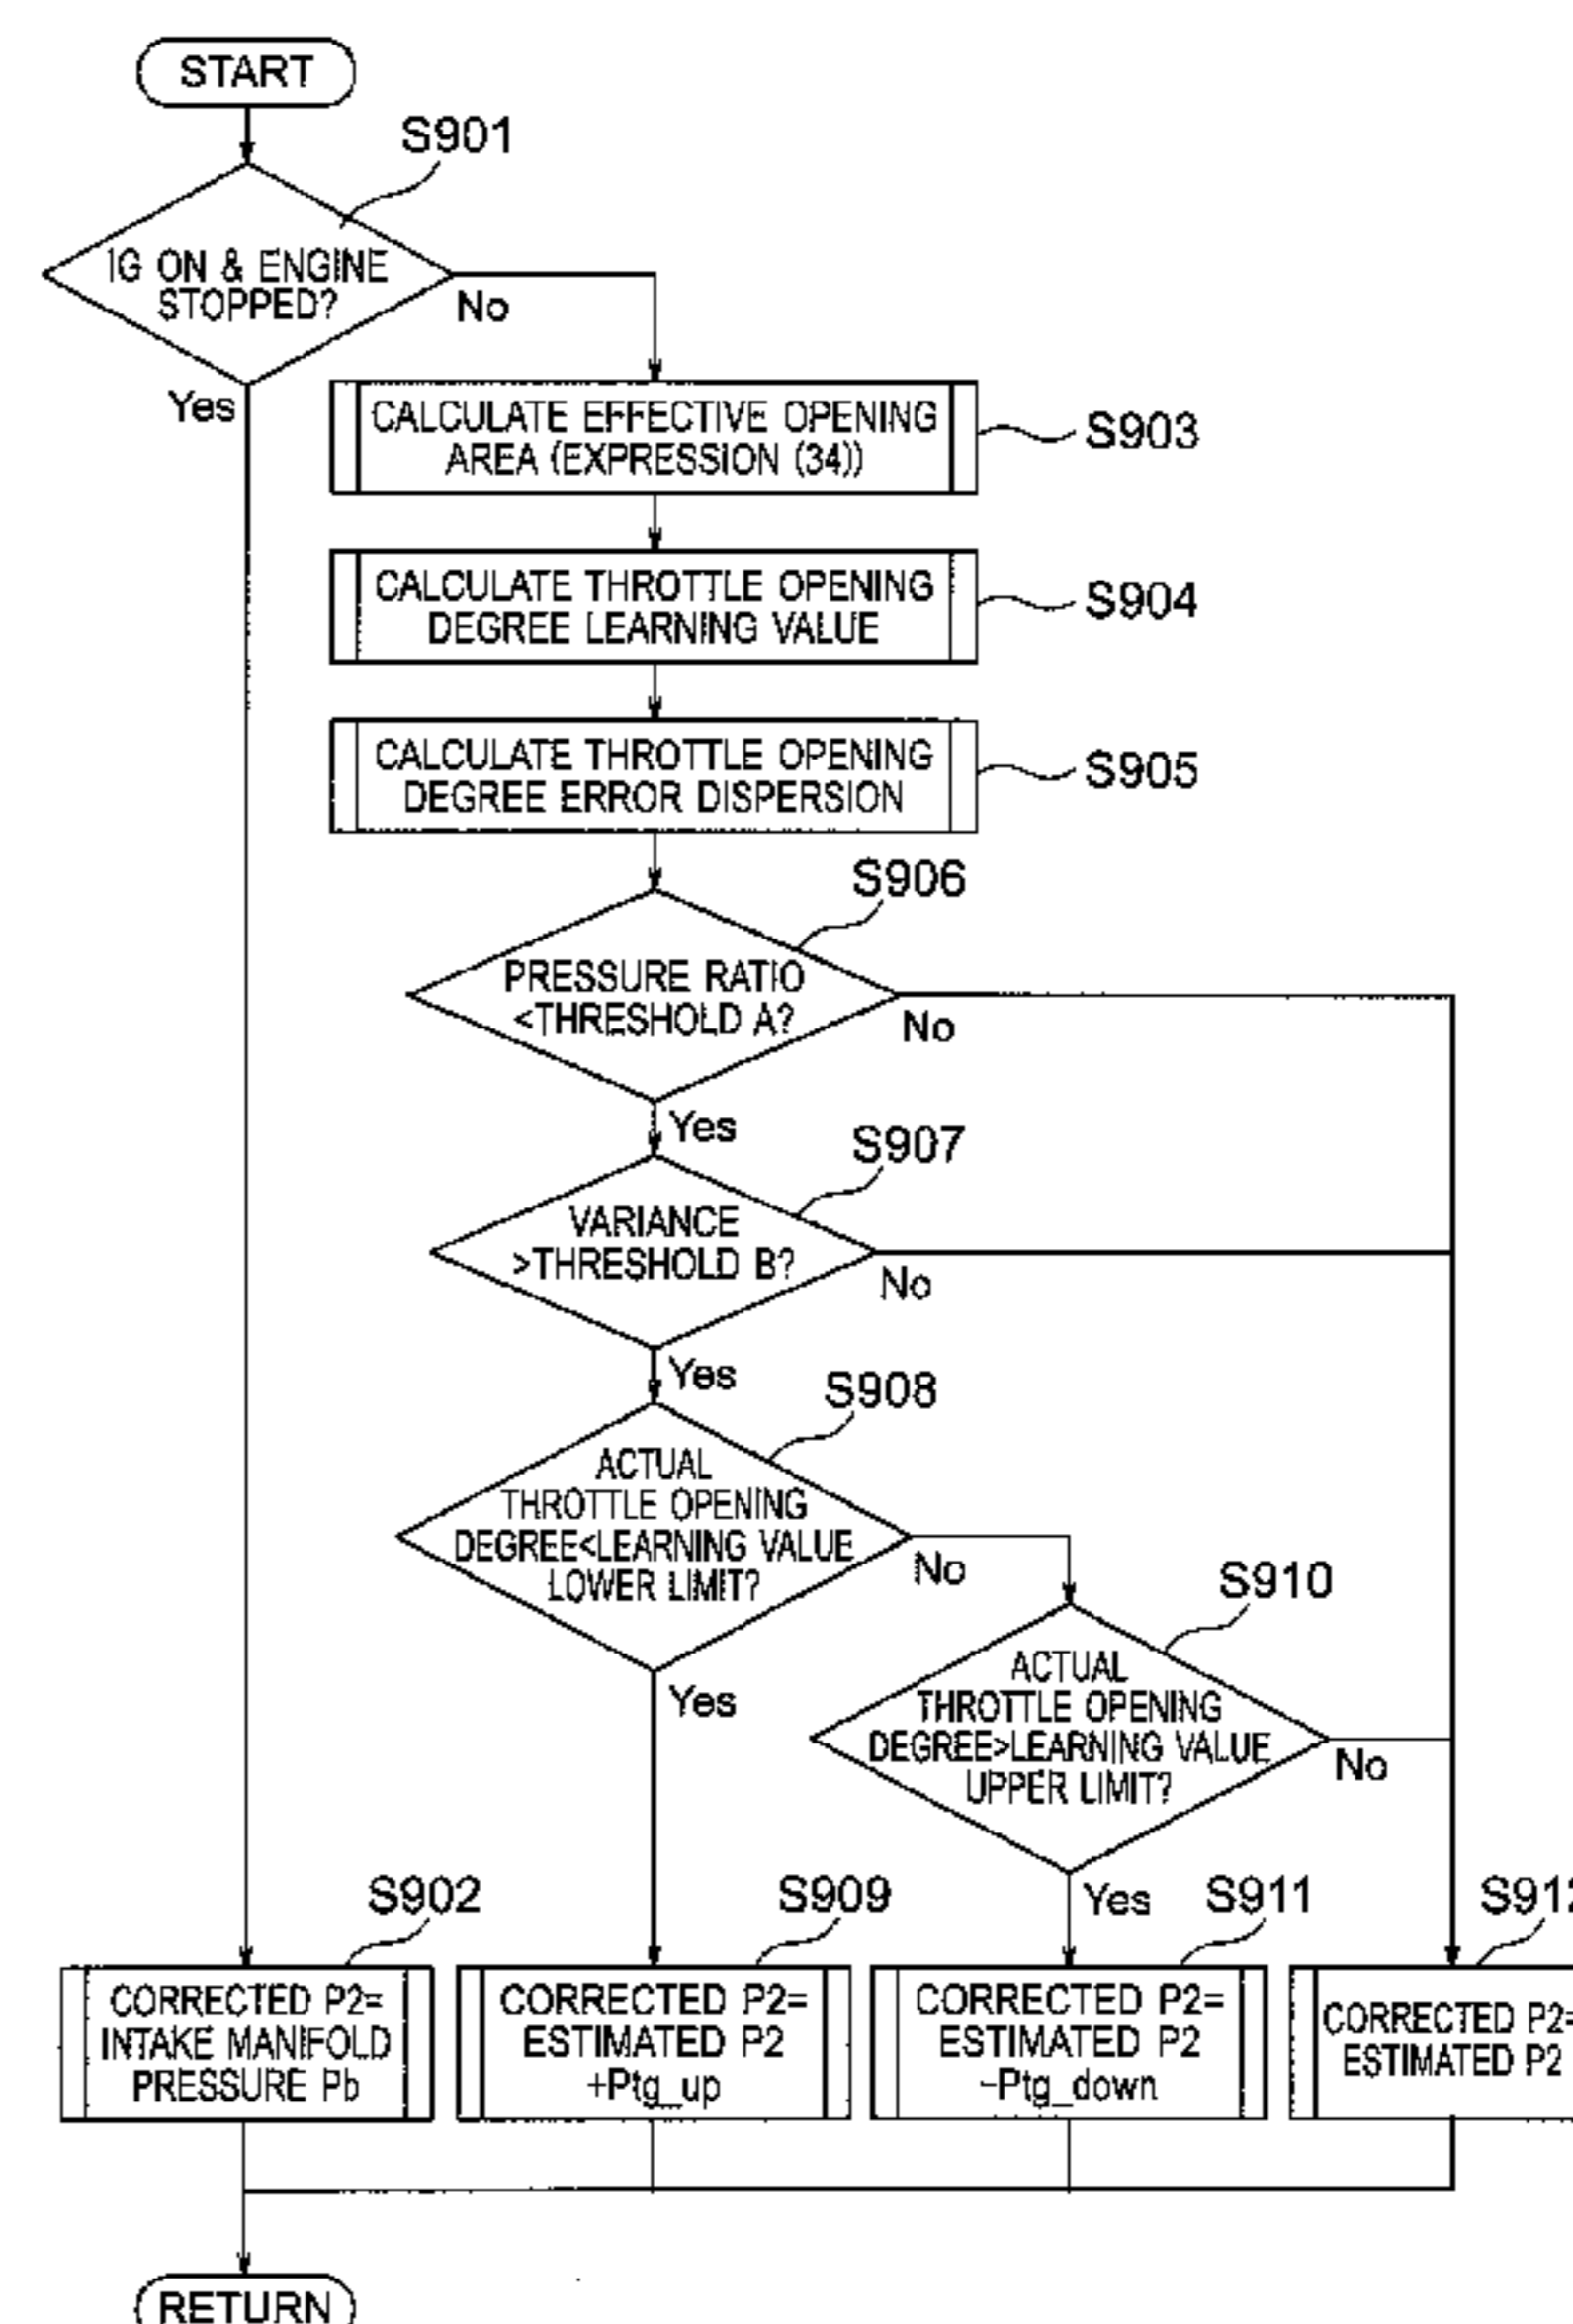 START
S901
IG ON & ENGINE
STOPPED?
No
Yes
CALCULATE EFFECTIVE OPENING
AREA (EXPRESSION (34))
S903
CALCULATE THROTTLE OPENING
DEGREE LEARNING VALUE
S904
CALCULATE THROTTLE OPENING
DEGREE ERROR DISPERSION
S905
S906
PRESSURE RATIO
<THRESHOLD A?
No
Yes
S907
VARIANCE
>THRESHOLD B?
No
Yes
S908
ACTUAL
THROTTLE OPENING
DEGREE<LEARNING VALUE
LOWER LIMIT?
No
Yes
S910
ACTUAL
THROTTLE OPENING
DEGREE>LEARNING VALUE
UPPER LIMIT?
No
Yes
S902
CORRECTED P2=
INTAKE MANIFOLD
PRESSURE Pb
S909
CORRECTED P2=
ESTIMATED P2
+Ptg_up
S911
CORRECTED P2=
ESTIMATED P2
-Ptg_down
S912
CORRECTED P2=
ESTIMATED P2
RETURN